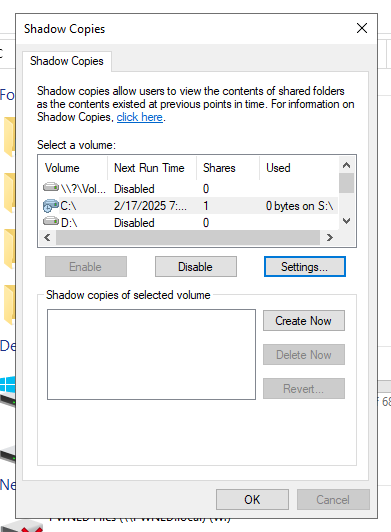 Shadow Copies
Shadow Copies
Shadow copies allow users to view the contents of shared folders
as the contents existed at previous points in time. For information on
Shadow Copies, click here.
Select a volume:
Volume Next Run Time Shares Used
\\?\Vol... Disabled 0
C:\ 2/17/2025 7:... 1 0 bytes on S:\
D:\ Disabled 0
Enable Disable Settings...
Shadow copies of selected volume
Create Now
Delete Now
Revert...
OK Cancel
Fo
De
f 68
Ne